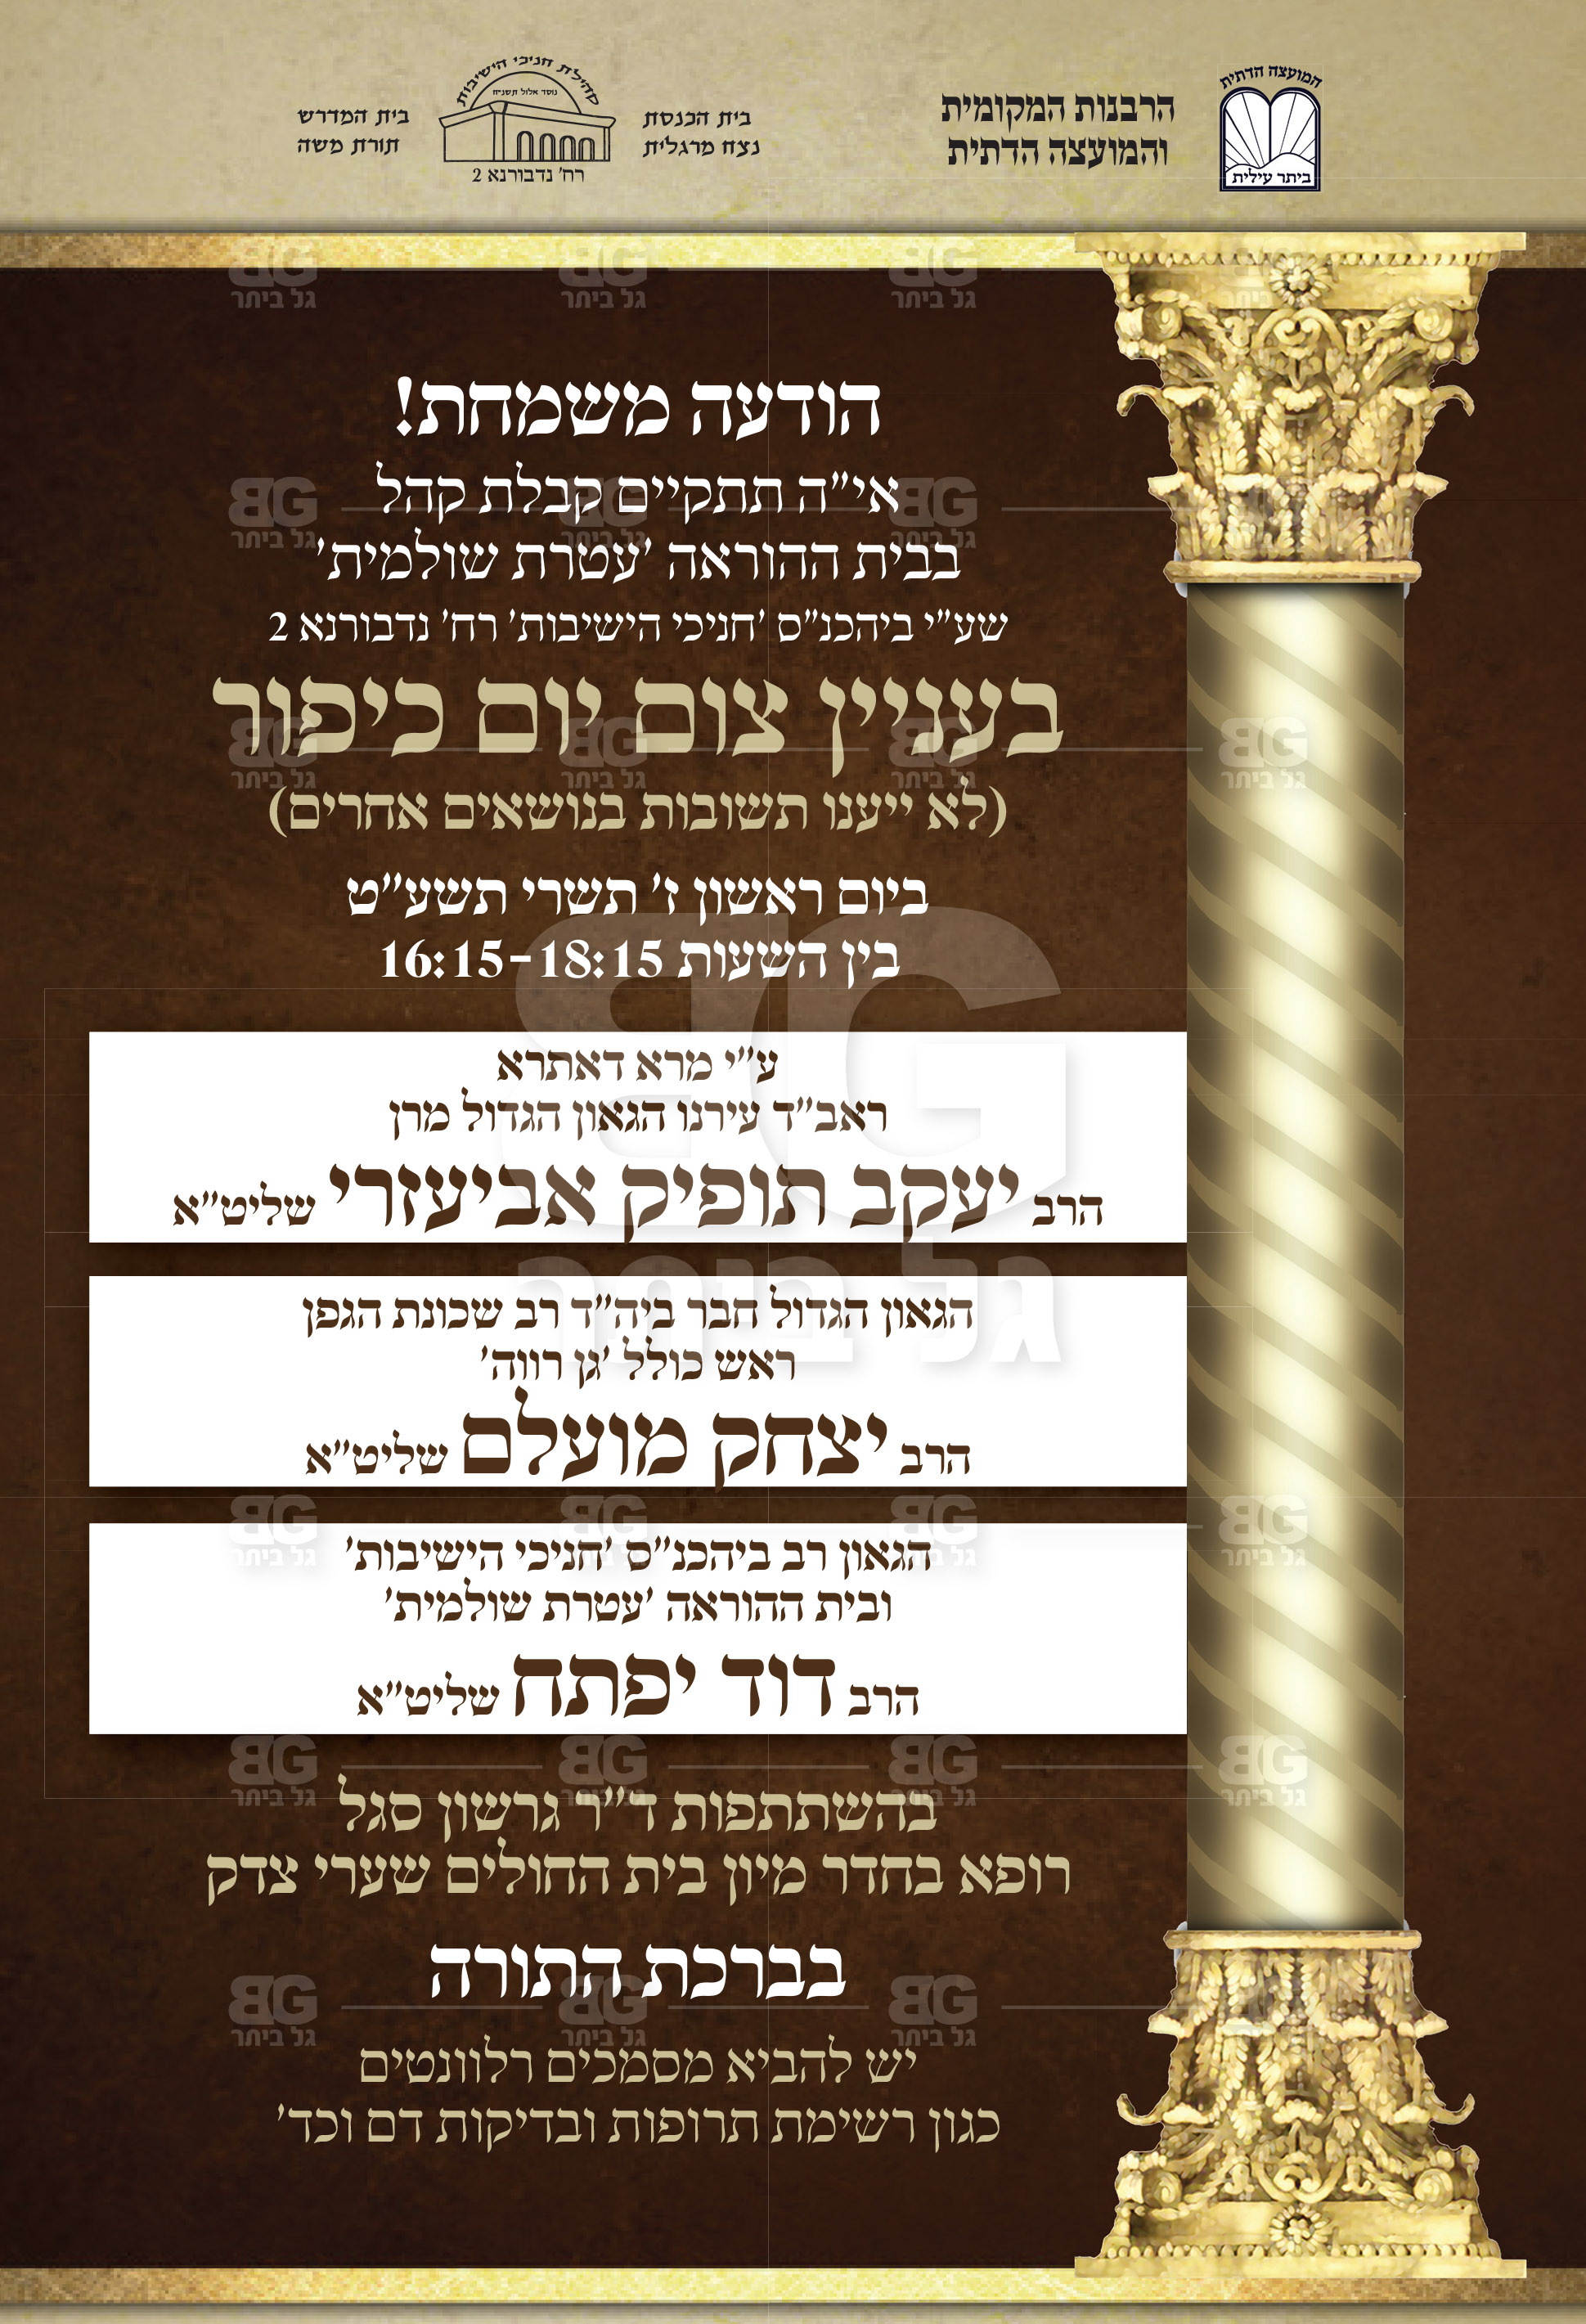 המועצה הדתית
ביתר עילית
הרבנות המקומית
והמועצה הדתית
בית הכנסת
נצח מרגלית
קהילת חניכי הישיבות
נוסד אלול תשנ״ח
רח' נדבורנא 2
בית המדרש
תורת משה
הודעה משמחת!
אי"ה תתקיים קבלת קהל
בבית ההוראה 'עטרת שולמית'
שע"י ביהכנ"ס 'חניכי הישיבות' רח' נדבורנא 2
בעניין צום יום כיפור
(לא ייענו תשובות בנושאים אחרים)
ביום ראשון ז' תשרי תשע"ט
בין השעות 16:15-18:15
ע"י מרא דאתרא
ראב"ד עירנו הגאון הגדול מרן
הרב יעקב תופיק אביעזרי שליט"א
הגאון הגדול חבר ביה"ד רב שכונת הגפן
ראש כולל 'גן רווה'
הרב יצחק מועלם שליט"א
הגאון רב ביהכנ"ס 'חניכי הישיבות'
ובית ההוראה 'עטרת שולמית'
הרב דוד יפתח שליט"א
בהשתתפות ד"ר גרשון סגל
רופא בחדר מיון בית החולים שערי צדק
בברכת התורה
יש להביא מסמכים רלוונטים
כגון רשימת תרופות ובדיקות דם וכד'
BG
גל ביתר